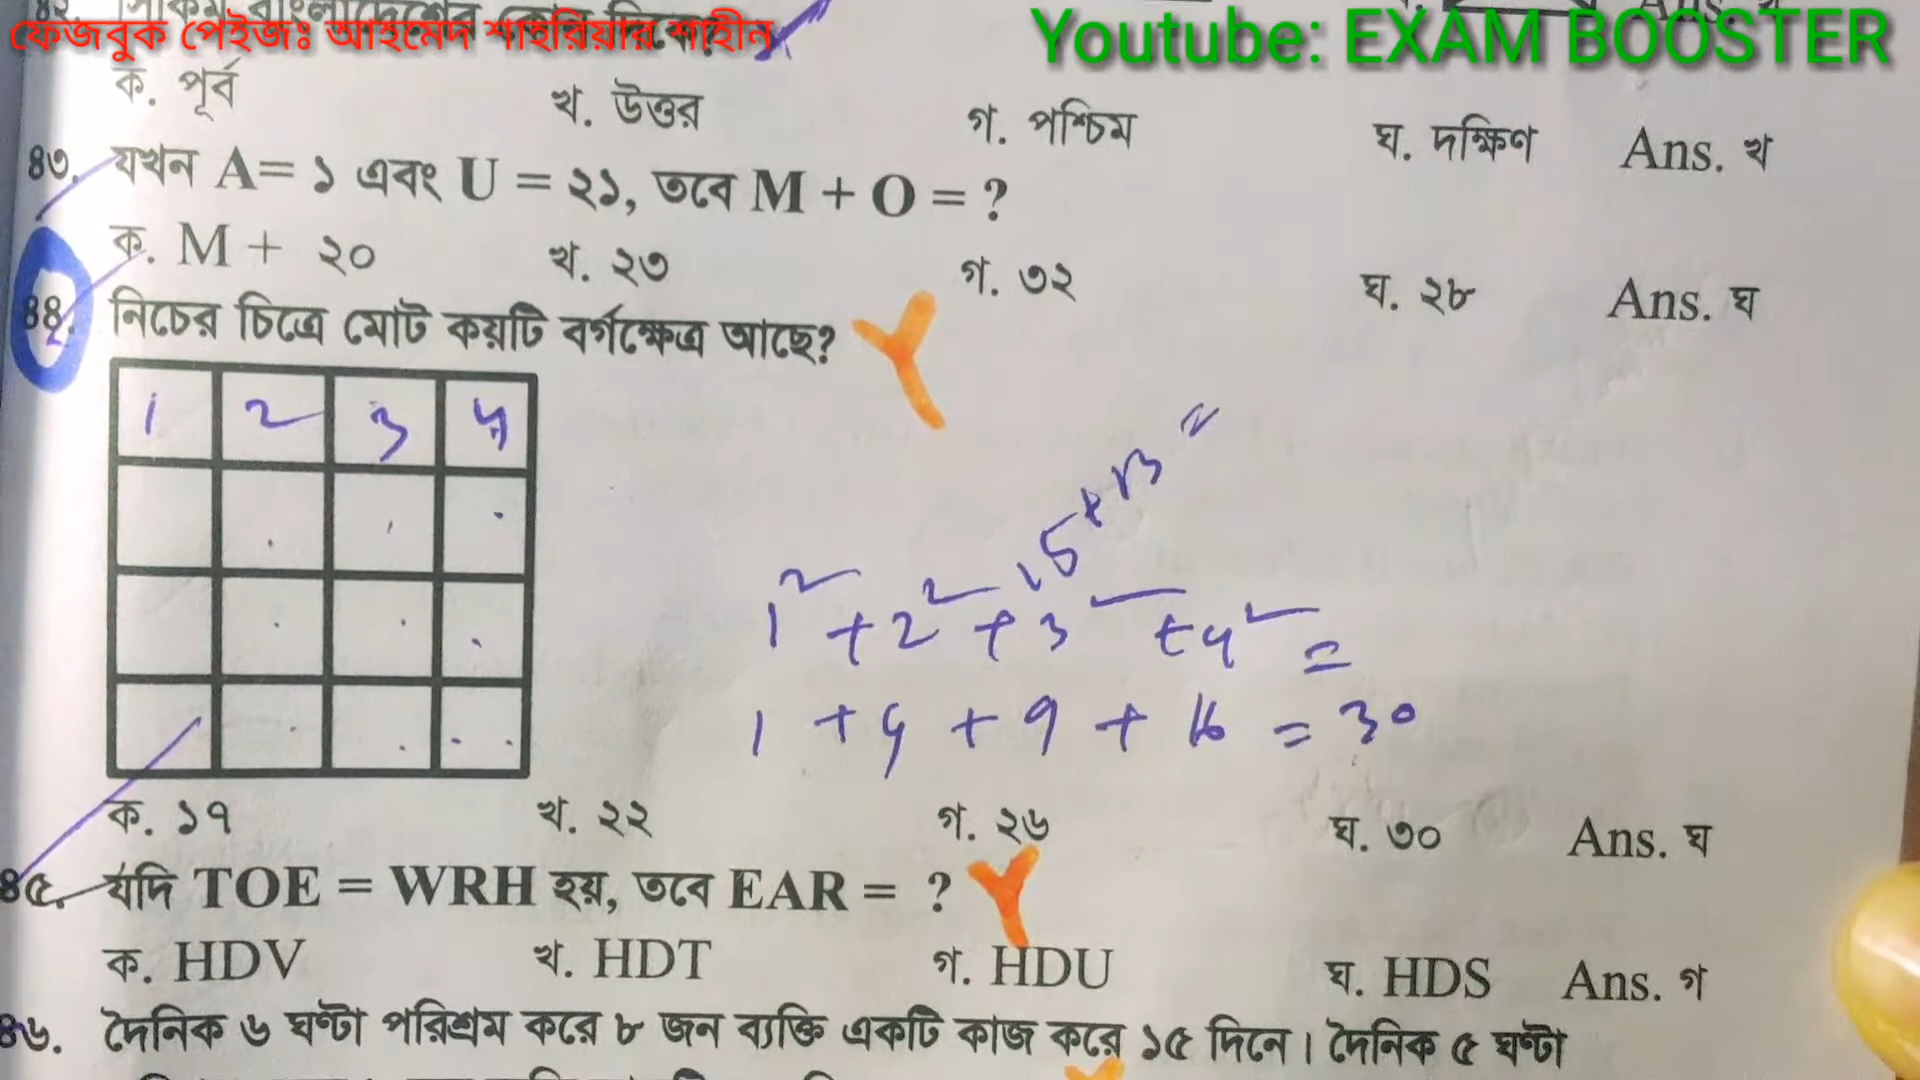 ফেজবুক পেইজঃ আহমেদ শাহরিয়ার শাহীন
Youtube: EXAM BOOSTER
ক. পূর্ব খ. উত্তর গ. পশ্চিম ঘ. দক্ষিণ Ans. খ
৪৩. যখন A= ১ এবং U = ২১, তবে M + O = ?
ক. M + ২০ খ. ২৩ গ. ৩২ ঘ. ২৮ Ans. ঘ
৪৪. নিচের চিত্রে মোট কয়টি বর্গক্ষেত্র আছে?
1 2 3 4
15 + 13 =
1² + 2² + 3² + 4² =
1 + 4 + 9 + 16 = 30
ক. ১৭ খ. ২২ গ. ২৬ ঘ. ৩০ Ans. ঘ
৪৫. যদি TOE = WRH হয়, তবে EAR = ?
ক. HDV খ. HDT গ. HDU ঘ. HDS Ans. গ
৪৬. দৈনিক ৬ ঘণ্টা পরিশ্রম করে ৮ জন ব্যক্তি একটি কাজ করে ১৫ দিনে। দৈনিক ৫ ঘণ্টা